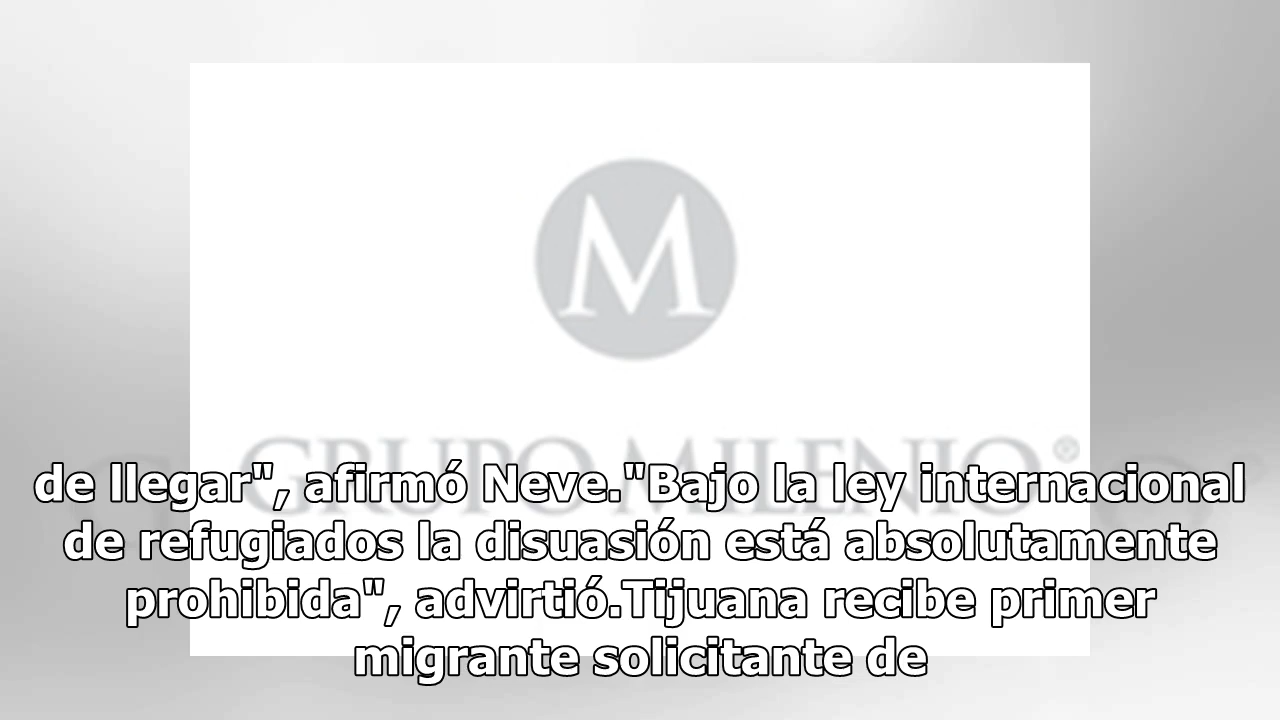 M
GRUPO MILENIO®
de llegar", afirmó Neve."Bajo la ley internacional
de refugiados la disuasión está absolutamente
prohibida", advirtió.Tijuana recibe primer
migrante solicitante de